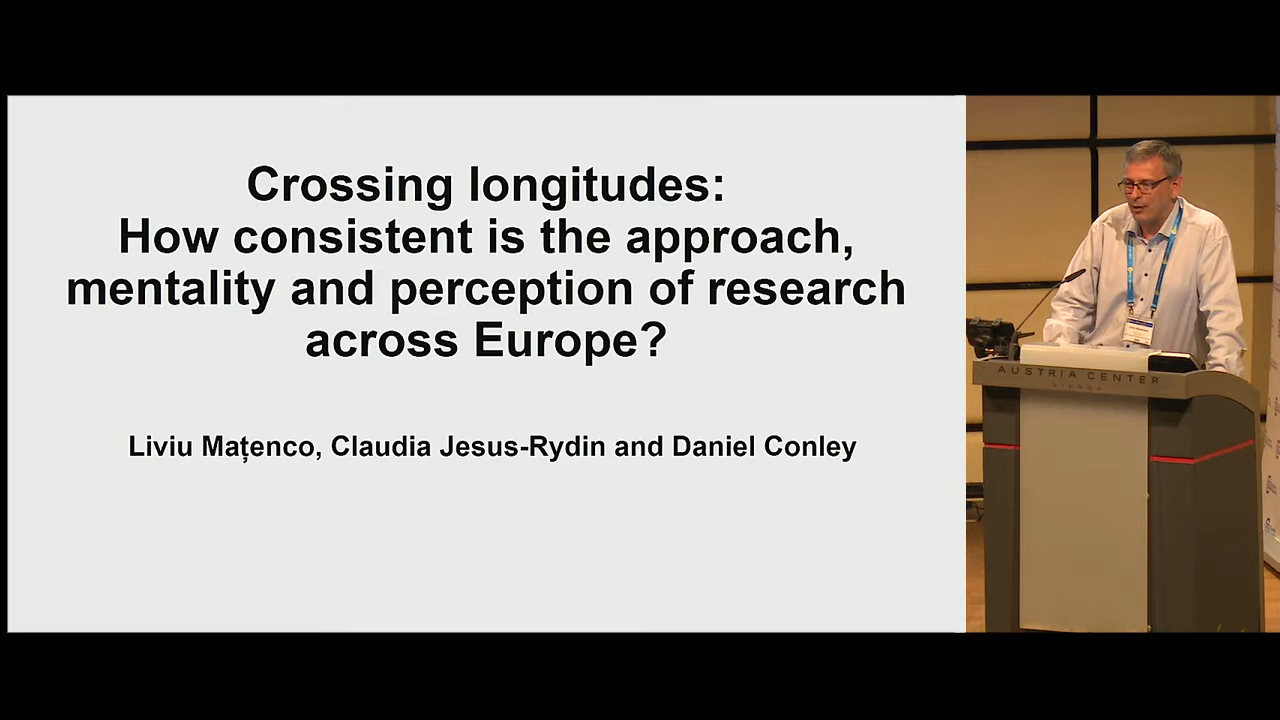 Crossing longitudes:
How consistent is the approach,
mentality and perception of research
across Europe?
Liviu Mațenco, Claudia Jesus-Rydin and Daniel Conley
AUSTRIA CENTER
VIENNA